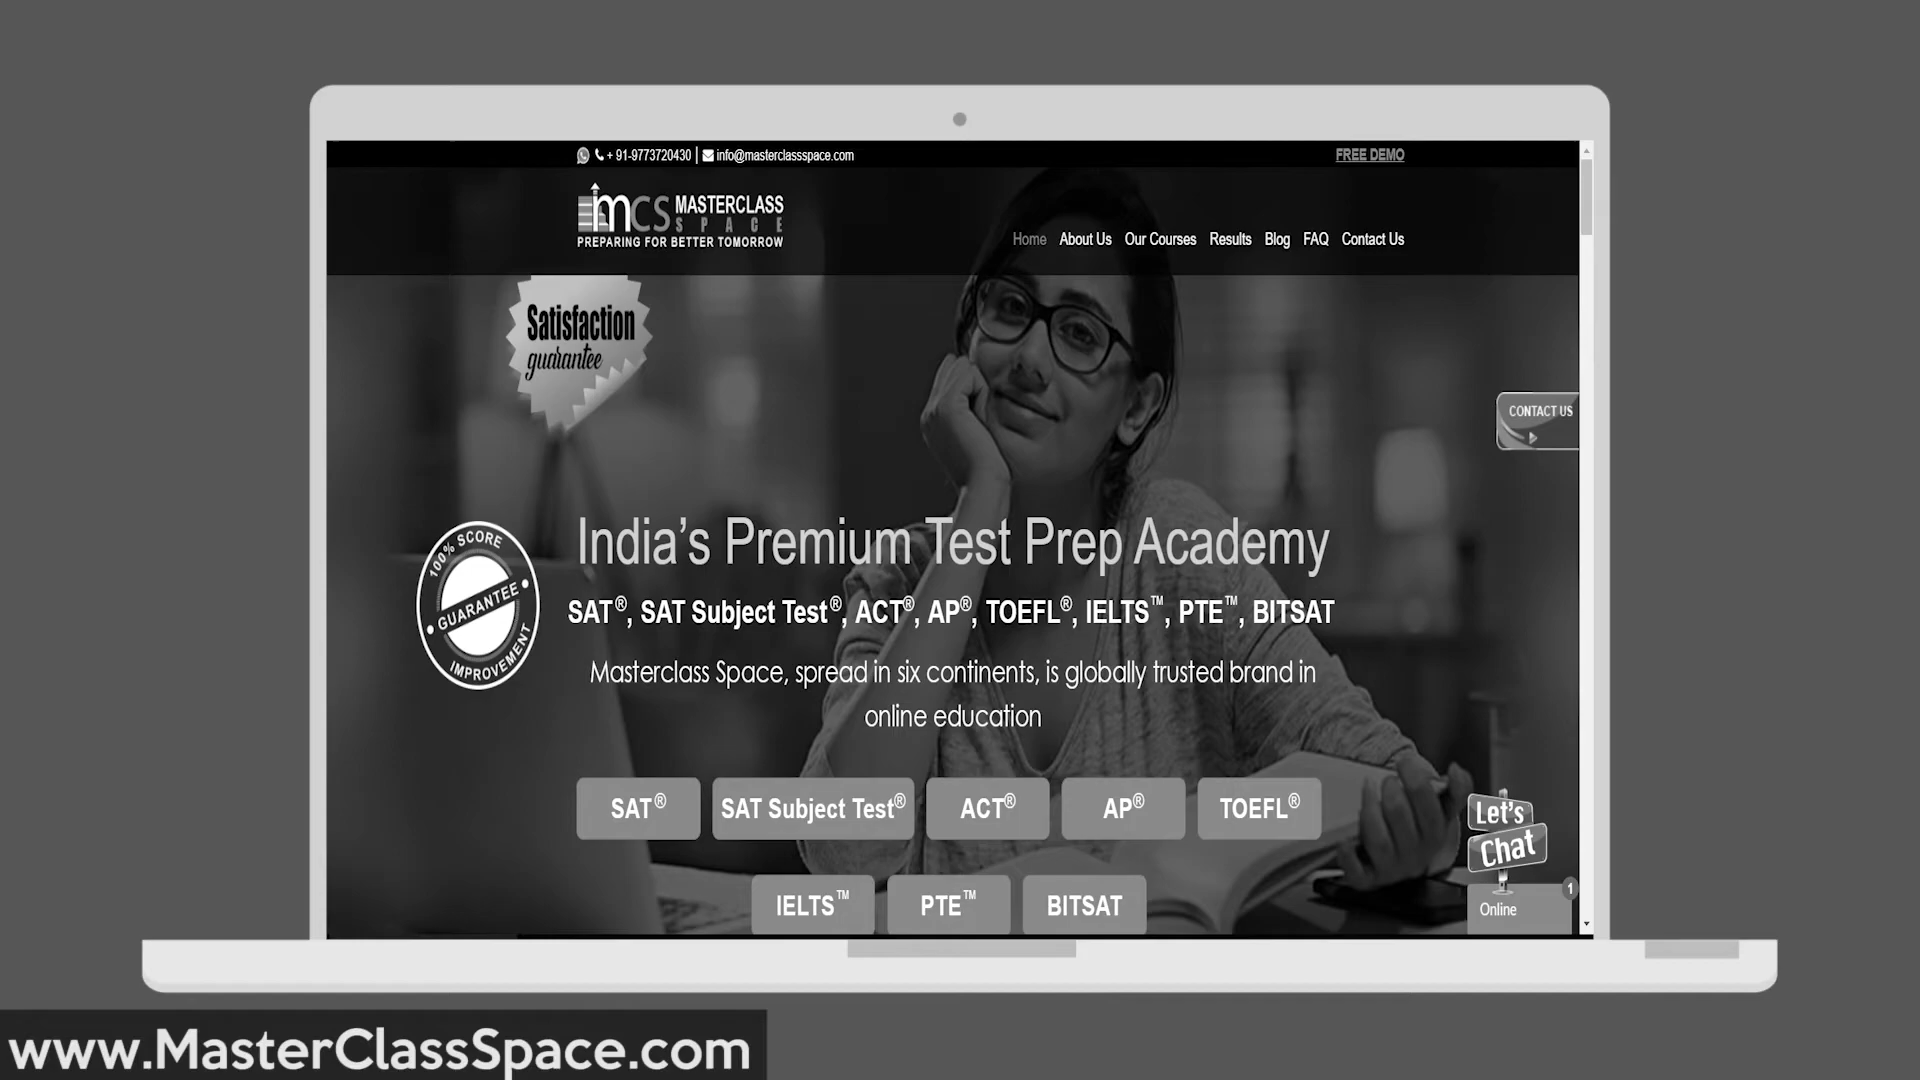 + 91-9773720430 | info@masterclassspace.com
FREE DEMO
mcs MASTERCLASS
SPACE
PREPARING FOR BETTER TOMORROW
Home About Us Our Courses Results Blog FAQ Contact Us
Satisfaction
guarantee
CONTACT US
100% SCORE
GUARANTEE
IMPROVEMENT
India's Premium Test Prep Academy
SAT®, SAT Subject Test®, ACT®, AP®, TOEFL®, IELTS™, PTE™, BITSAT
Masterclass Space, spread in six continents, is globally trusted brand in
online education
SAT® SAT Subject Test® ACT® AP® TOEFL®
IELTS™ PTE™ BITSAT
Let's
Chat
1
Online
www.MasterClassSpace.com